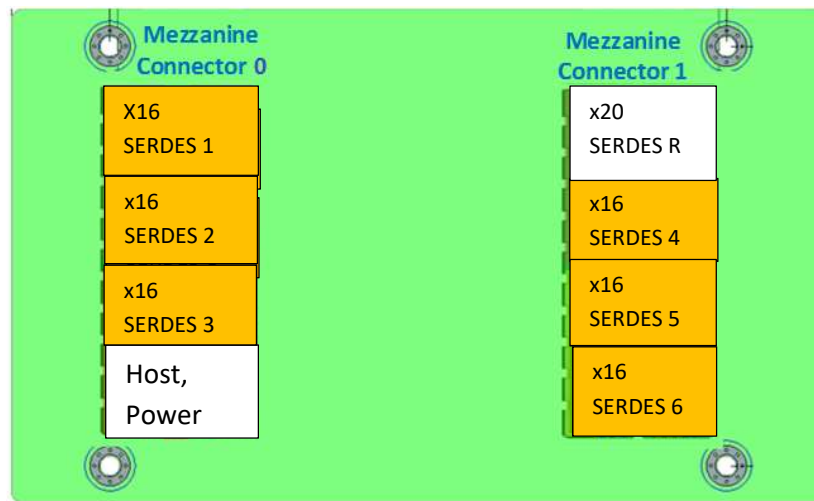 Mezzanine
Connector 0
X16
SERDES 1
x16
SERDES 2
x16
SERDES 3
Host,
Power
Mezzanine
Connector 1
x20
SERDES R
x16
SERDES 4
x16
SERDES 5
x16
SERDES 6